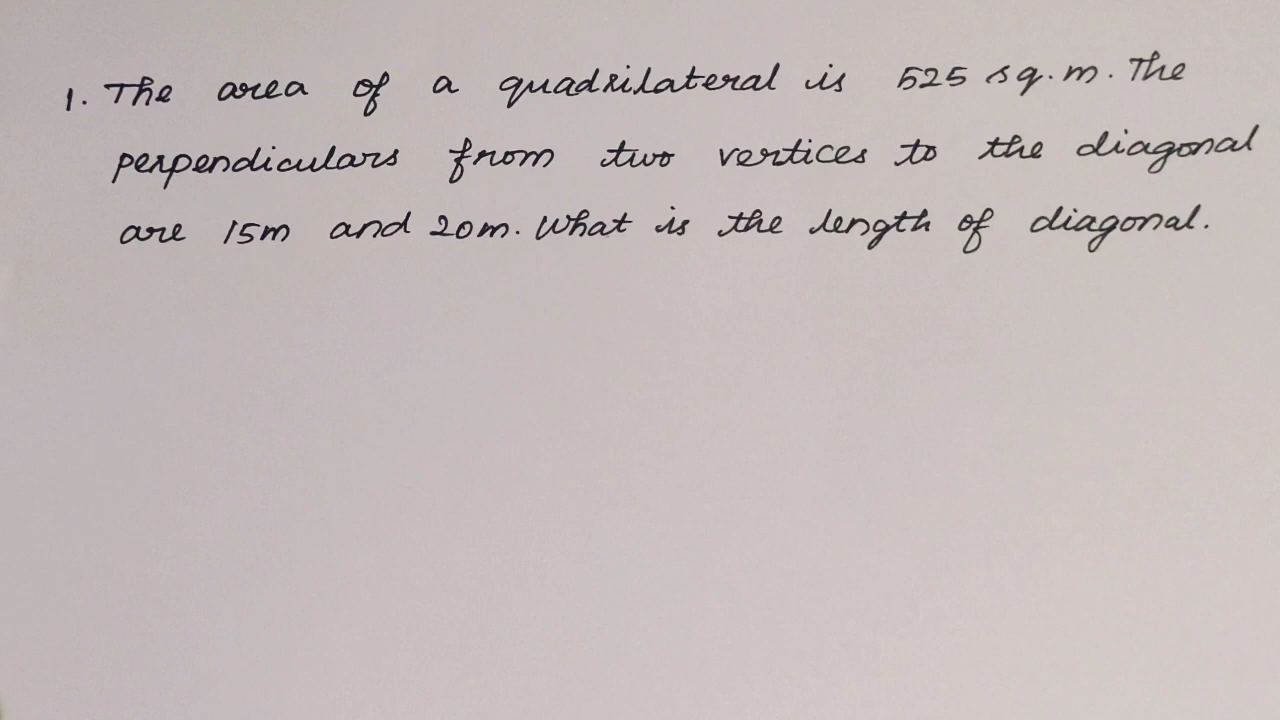 1. The area of a quadrilateral is 525 sq.m. The
perpendiculars from two vertices to the diagonal
are 15m and 20m. What is the length of diagonal.